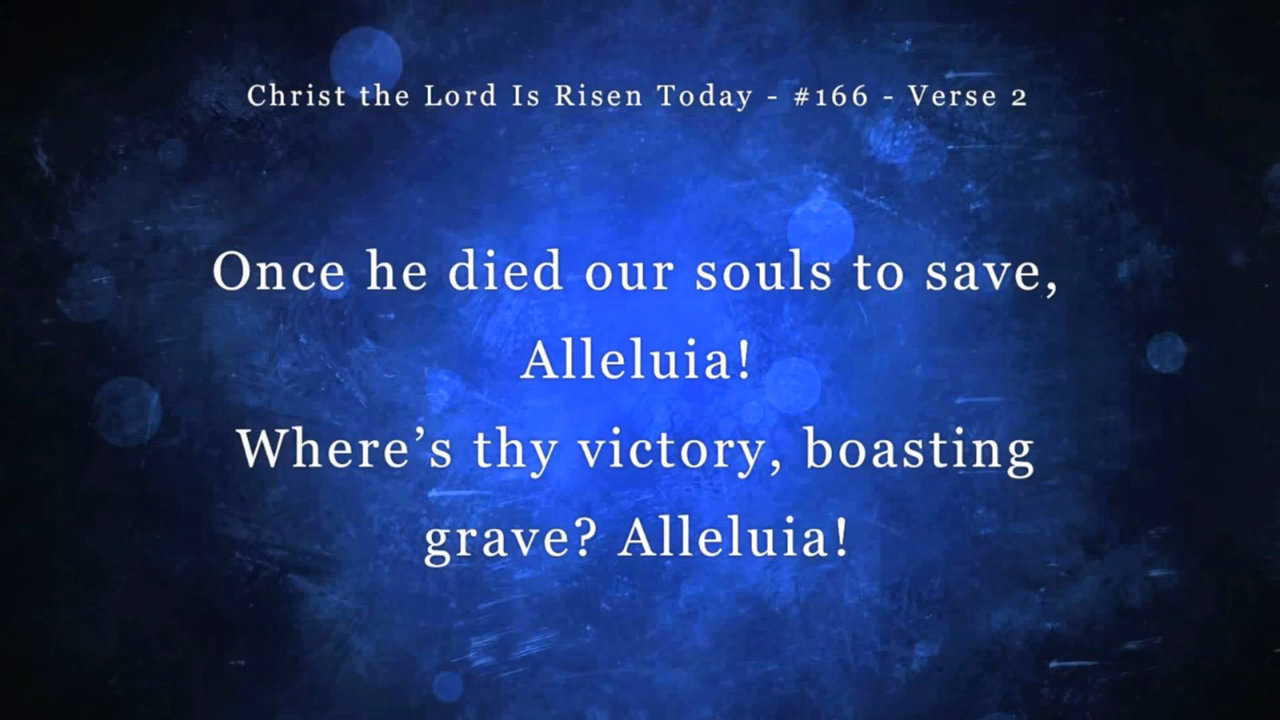 Christ the Lord Is Risen Today - #166 - Verse 2
Once he died our souls to save,
Alleluia!
Where’s thy victory, boasting
grave? Alleluia!